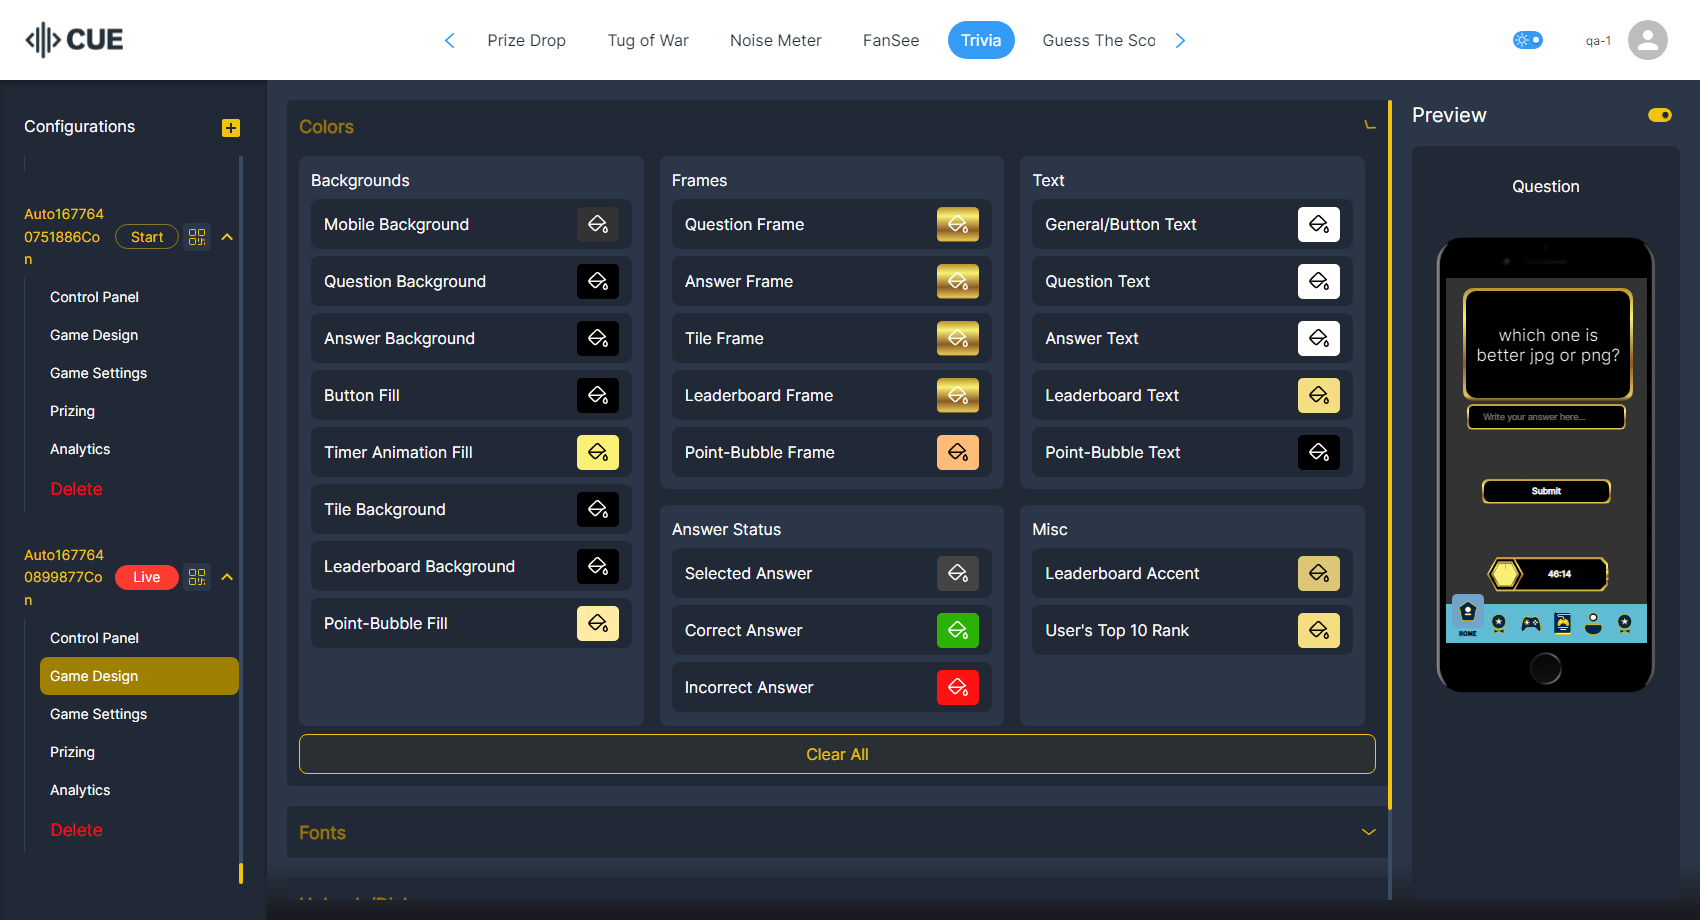 CUE
Prize Drop
Tug of War
Noise Meter
FanSee
Trivia
Guess The Sco
qa-1
Configurations
Auto167764
0751886Co
n
Start
Control Panel
Game Design
Game Settings
Prizing
Analytics
Delete
Auto167764
0899877Co
n
Live
Control Panel
Game Design
Game Settings
Prizing
Analytics
Delete
Colors
Backgrounds
Mobile Background
Question Background
Answer Background
Button Fill
Timer Animation Fill
Tile Background
Leaderboard Background
Point-Bubble Fill
Frames
Question Frame
Answer Frame
Tile Frame
Leaderboard Frame
Point-Bubble Frame
Text
General/Button Text
Question Text
Answer Text
Leaderboard Text
Point-Bubble Text
Answer Status
Selected Answer
Correct Answer
Incorrect Answer
Misc
Leaderboard Accent
User's Top 10 Rank
Clear All
Fonts
Preview
Question
which one is
better jpg or png?
Write your answer here...
Submit
46:14
HOME